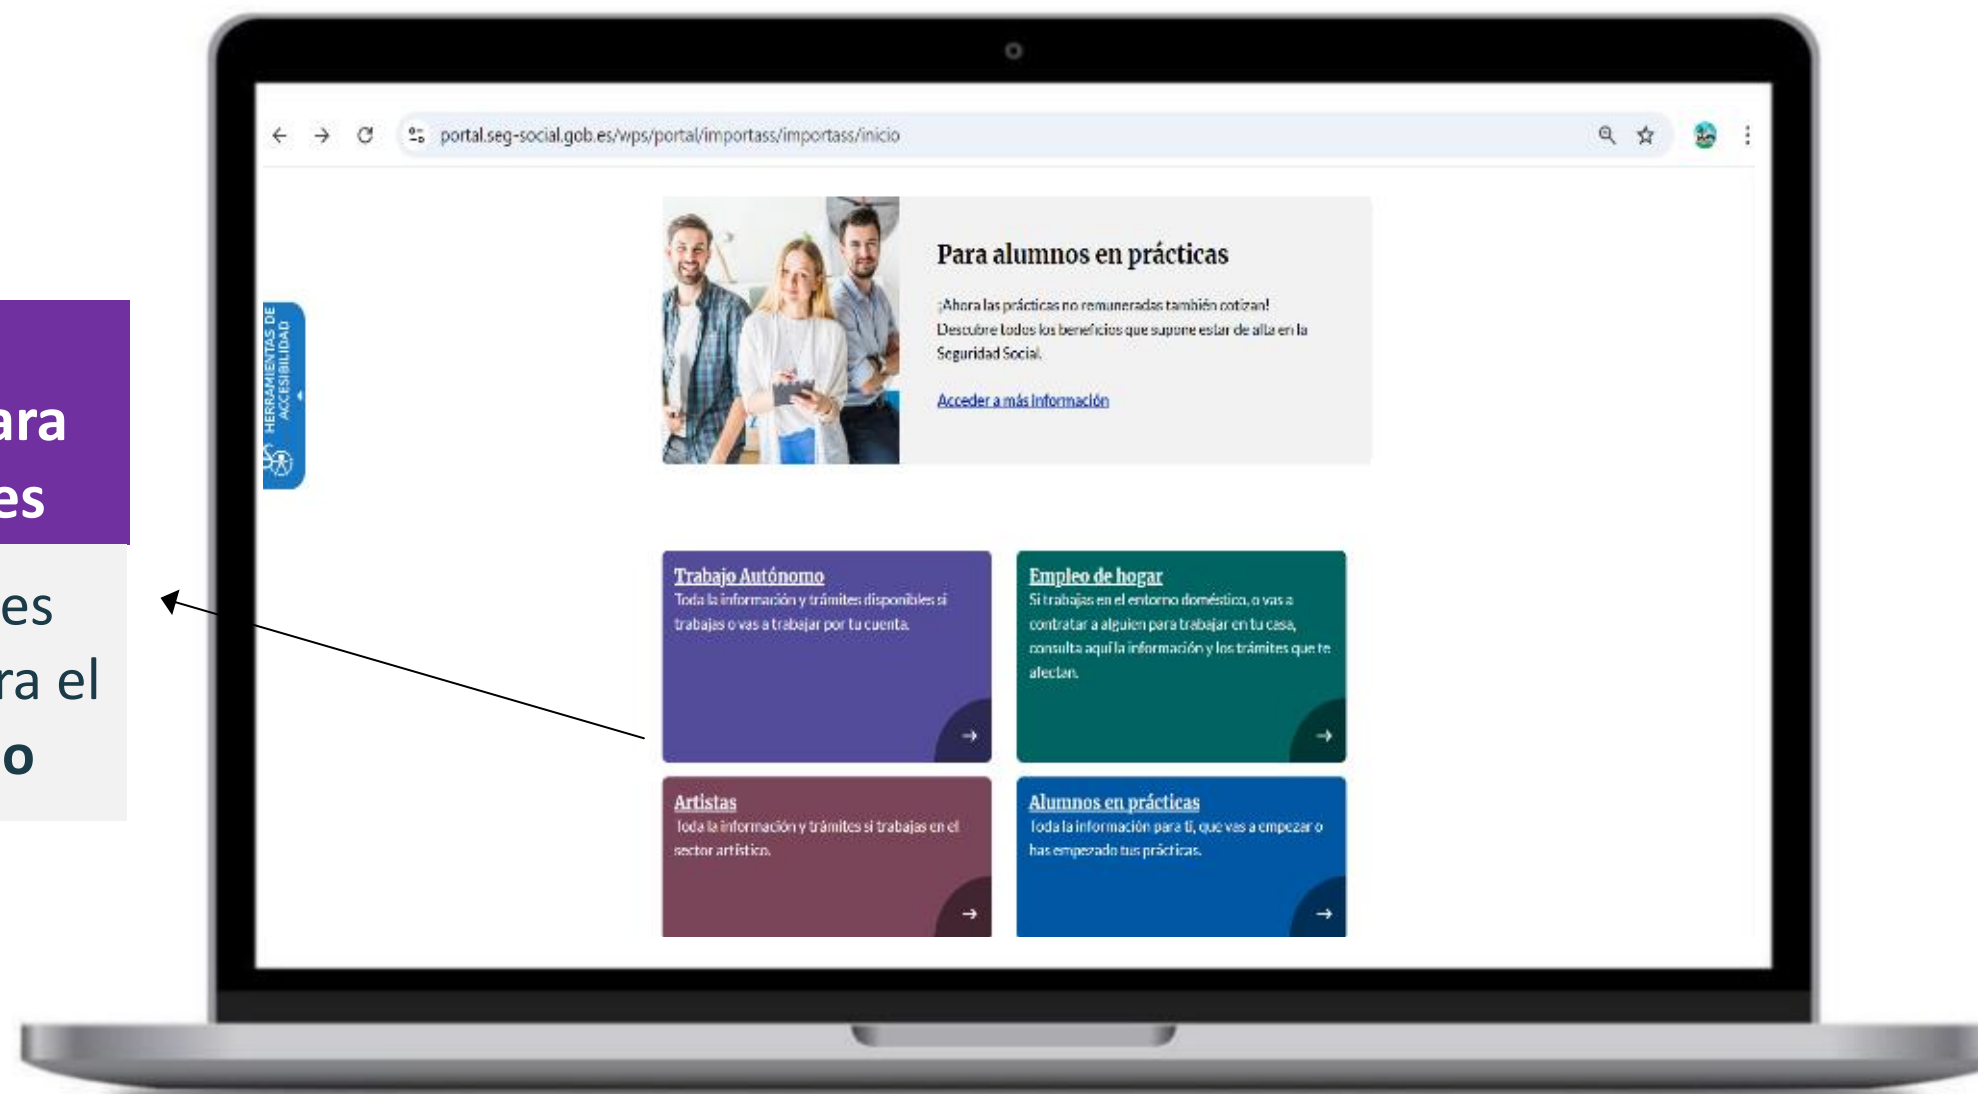 portal.seg-social.gob.es/wps/portal/importass/importass/inicio
HERRAMIENTAS DE
ACCESIBILIDAD
Para alumnos en prácticas
¡Ahora las prácticas no remuneradas también cotizan!
Descubre todos los beneficios que supone estar de alta en la
Seguridad Social.
Acceder a más información
ara
es
es
ra el
o
Trabajo Autónomo
Toda la información y trámites disponibles si
trabajas o vas a trabajar por tu cuenta.
Empleo de hogar
Si trabajas en el entorno doméstico, o vas a
contratar a alguien para trabajar en tu casa,
consulta aquí la información y los trámites que te
afectan.
Artistas
Toda la información y trámites si trabajas en el
sector artístico.
Alumnos en prácticas
Toda la información para ti, que vas a empezar o
has empezado tus prácticas.